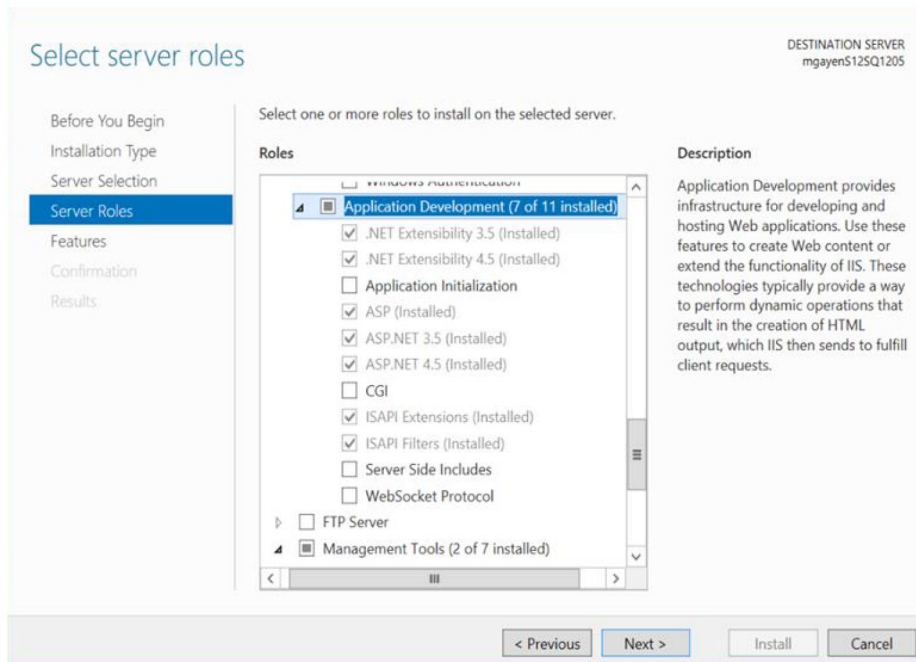 Select server roles
DESTINATION SERVER
mgayenS12SQ1205
Before You Begin
Installation Type
Server Selection
Server Roles
Features
Confirmation
Results
Select one or more roles to install on the selected server.
Roles
Windows Authentication
Application Development (7 of 11 installed)
.NET Extensibility 3.5 (Installed)
.NET Extensibility 4.5 (Installed)
Application Initialization
ASP (Installed)
ASP.NET 3.5 (Installed)
ASP.NET 4.5 (Installed)
CGI
ISAPI Extensions (Installed)
ISAPI Filters (Installed)
Server Side Includes
WebSocket Protocol
FTP Server
Management Tools (2 of 7 installed)
Description
Application Development provides
infrastructure for developing and
hosting Web applications. Use these
features to create Web content or
extend the functionality of IIS. These
technologies typically provide a way
to perform dynamic operations that
result in the creation of HTML
output, which IIS then sends to fulfill
client requests.
< Previous
Next >
Install
Cancel